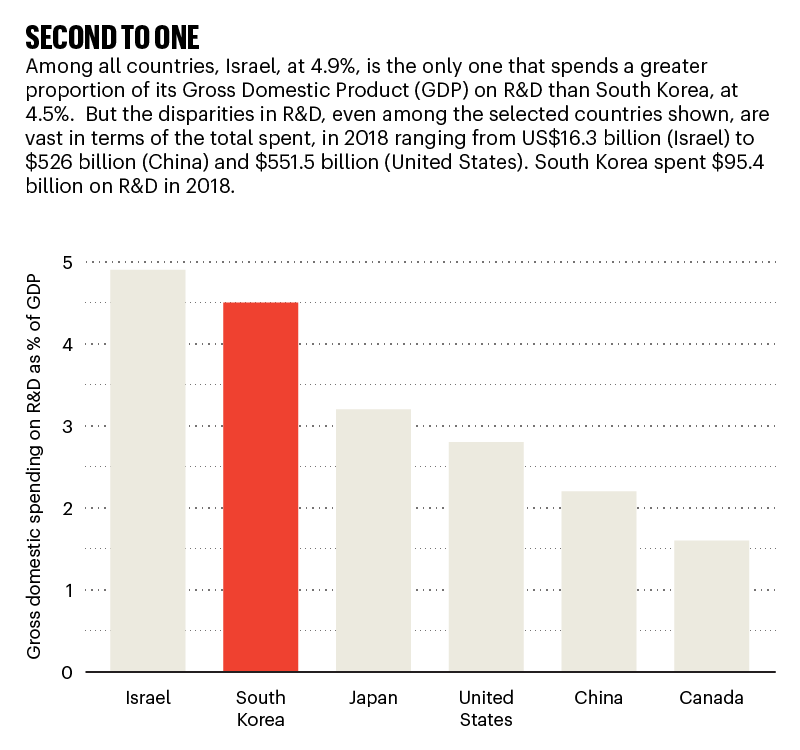 SECOND TO ONE
Among all countries, Israel, at 4.9%, is the only one that spends a greater
proportion of its Gross Domestic Product (GDP) on R&D than South Korea, at
4.5%.  But the disparities in R&D, even among the selected countries shown, are
vast in terms of the total spent, in 2018 ranging from US$16.3 billion (Israel) to
$526 billion (China) and $551.5 billion (United States). South Korea spent $95.4
billion on R&D in 2018.
Gross domestic spending on R&D as % of GDP
5
4
3
2
1
0
Israel
South
Korea
Japan
United
States
China
Canada